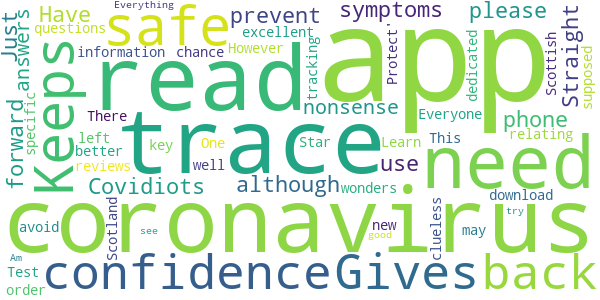 Everything
Just
Have
safe
prevent
symptoms
please
answers
questions
Keeps
information
chance
excellent
However
tracking
Protect
dedicated
Scottish
Straight
supposed
read
app
forward
specific
There
trace
nonsense
Everyone
phone
relating
left
better
key
One
Star
Learn
This
need
reviews
well
use
Covidiots
although
wonders
download
coronavirus
avoid
Scotland
see
new
good
clueless
may
try
Am
Test
order
confidence
Gives
back